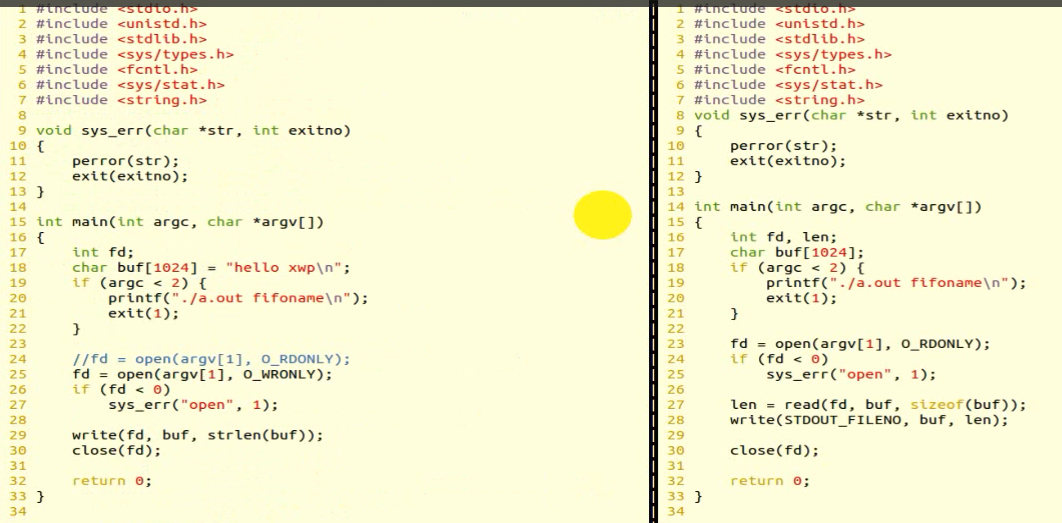 1 #include <stdio.h>
2 #include <unistd.h>
3 #include <stdlib.h>
4 #include <sys/types.h>
5 #include <fcntl.h>
6 #include <sys/stat.h>
7 #include <string.h>
8
9 void sys_err(char *str, int exitno)
10 {
11     perror(str);
12     exit(exitno);
13 }
14
15 int main(int argc, char *argv[])
16 {
17     int fd;
18     char buf[1024] = "hello xwp\n";
19     if (argc < 2) {
20         printf("./a.out fifoname\n");
21         exit(1);
22     }
23
24     //fd = open(argv[1], O_RDONLY);
25     fd = open(argv[1], O_WRONLY);
26     if (fd < 0)
27         sys_err("open", 1);
28
29     write(fd, buf, strlen(buf));
30     close(fd);
31
32     return 0;
33 }
34
1 #include <stdio.h>
2 #include <unistd.h>
3 #include <stdlib.h>
4 #include <sys/types.h>
5 #include <fcntl.h>
6 #include <sys/stat.h>
7 #include <string.h>
8 void sys_err(char *str, int exitno)
9 {
10     perror(str);
11     exit(exitno);
12 }
13
14 int main(int argc, char *argv[])
15 {
16     int fd, len;
17     char buf[1024];
18     if (argc < 2) {
19         printf("./a.out fifoname\n");
20         exit(1);
21     }
22
23     fd = open(argv[1], O_RDONLY);
24     if (fd < 0)
25         sys_err("open", 1);
26
27     len = read(fd, buf, sizeof(buf));
28     write(STDOUT_FILENO, buf, len);
29
30     close(fd);
31
32     return 0;
33 }
34